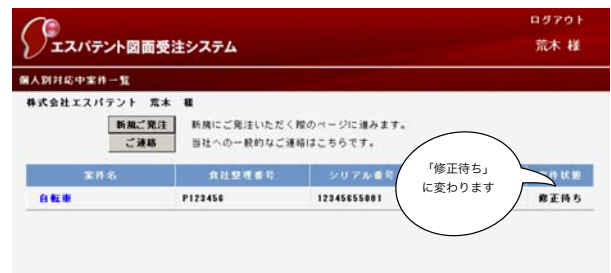 ログアウト
エスパテント図面受注システム
荒木 様
個人別対応中案件一覧
株式会社エスパテント 荒木 様
新規ご発注 新規にご発注いただく際のページに進みます。
ご連絡 当社への一般的なご連絡はこちらです。
案件名 貴社整理番号 シリアル番号 件状態
自転車 P123456 12345655001 修正待ち
「修正待ち」
に変わります